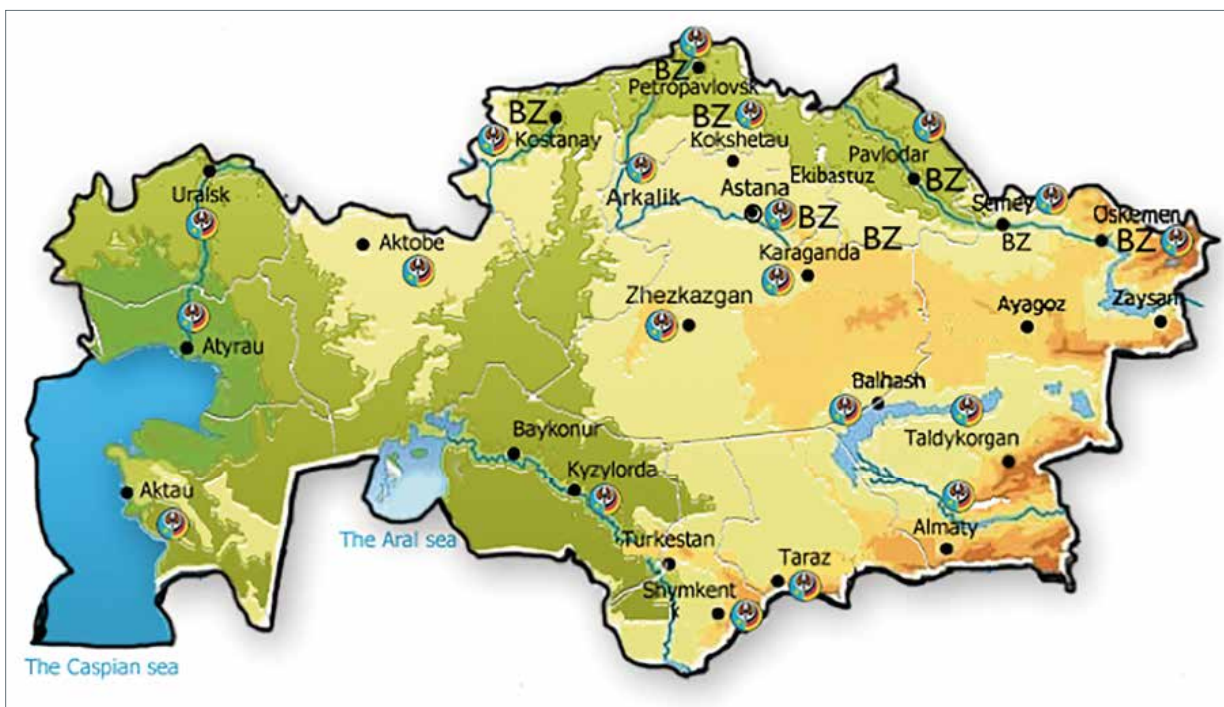 BZ
Petropavlovsk
BZ
Kostanay
BZ
Kokshetau
Pavlodar
BZ
Ekibastuz
Uralsk
Arkalik
Astana
BZ
Semey
BZ
Oskemen
BZ
Aktobe
Karaganda
BZ
Zhezkazgan
Ayagoz
Zaysan
Atyrau
Balhash
Taldykorgan
Baykonur
Kyzylorda
Aktau
Almaty
The Aral sea
Turkestan
Taraz
Shymkent
k
The Caspian sea